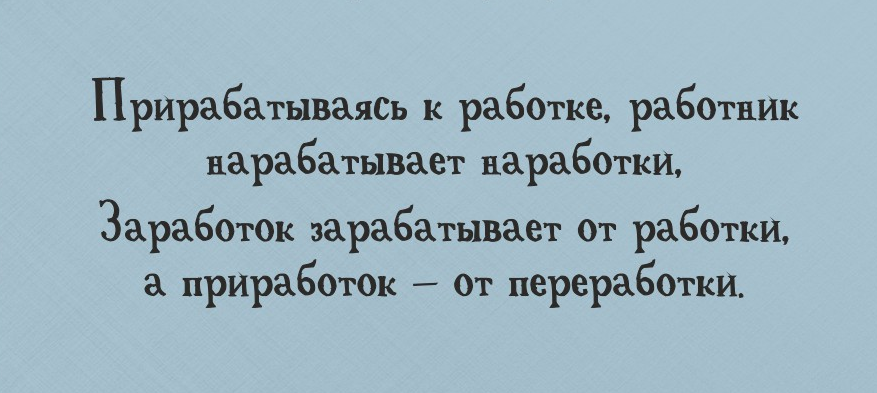 Прирабатываясь к работке, работник
нарабатывает наработки,
Заработок зарабатывает от работки,
а приработок – от переработки.